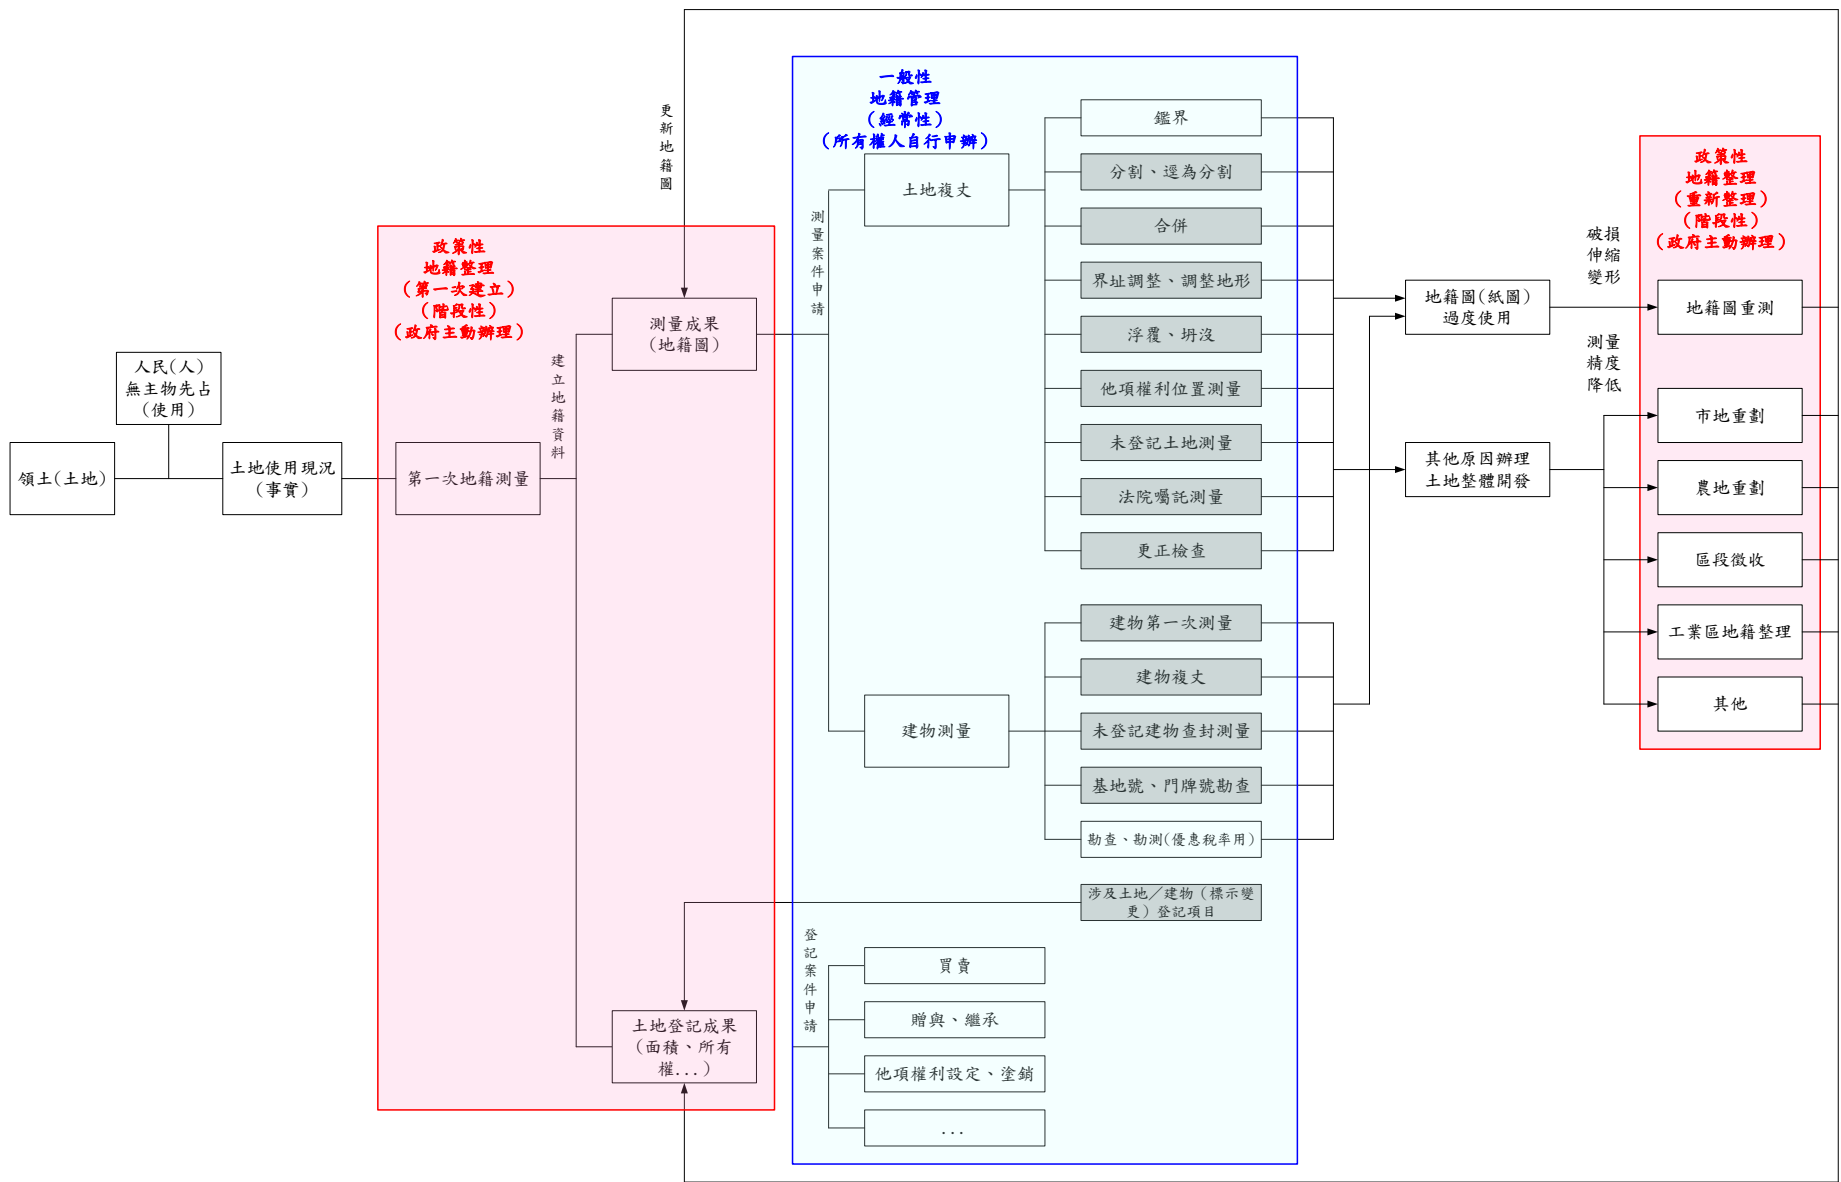 領土(土地)
人民(人)
無主物先占
(使用)
土地使用現況
(事實)
政策性
地籍整理
(第一次建立)
(階段性)
(政府主動辦理)
第一次地籍測量
建立地籍資料
測量成果
(地籍圖)
土地登記成果
(面積、所有
權...)
更新地籍圖
一般性
地籍管理
(經常性)
(所有權人自行申辦)
測量案件申請
土地複丈
鑑界
分割、逕為分割
合併
界址調整、調整地形
浮覆、坍沒
他項權利位置測量
未登記土地測量
法院囑託測量
更正檢查
建物測量
建物第一次測量
建物複丈
未登記建物查封測量
基地號、門牌號勘查
勘查、勘測(優惠稅率用)
涉及土地／建物（標示變
更）登記項目
登記案件申請
買賣
贈與、繼承
他項權利設定、塗銷
...
地籍圖(紙圖)
過度使用
其他原因辦理
土地整體開發
破損
伸縮
變形
測量
精度
降低
政策性
地籍整理
(重新整理)
(階段性)
(政府主動辦理)
地籍圖重測
市地重劃
農地重劃
區段徵收
工業區地籍整理
其他